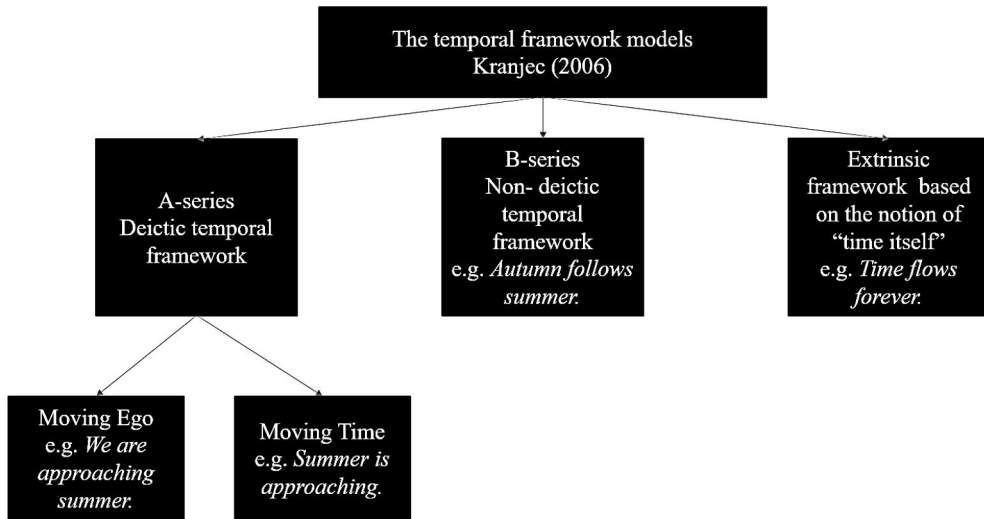 The temporal framework models
Kranjec (2006)
A-series
Deictic temporal
framework
B-series
Non- deictic
temporal
framework
e.g. Autumn follows
summer.
Extrinsic
framework based
on the notion of
“time itself”
e.g. Time flows
forever.
Moving Ego
e.g. We are
approaching
summer.
Moving Time
e.g. Summer is
approaching.